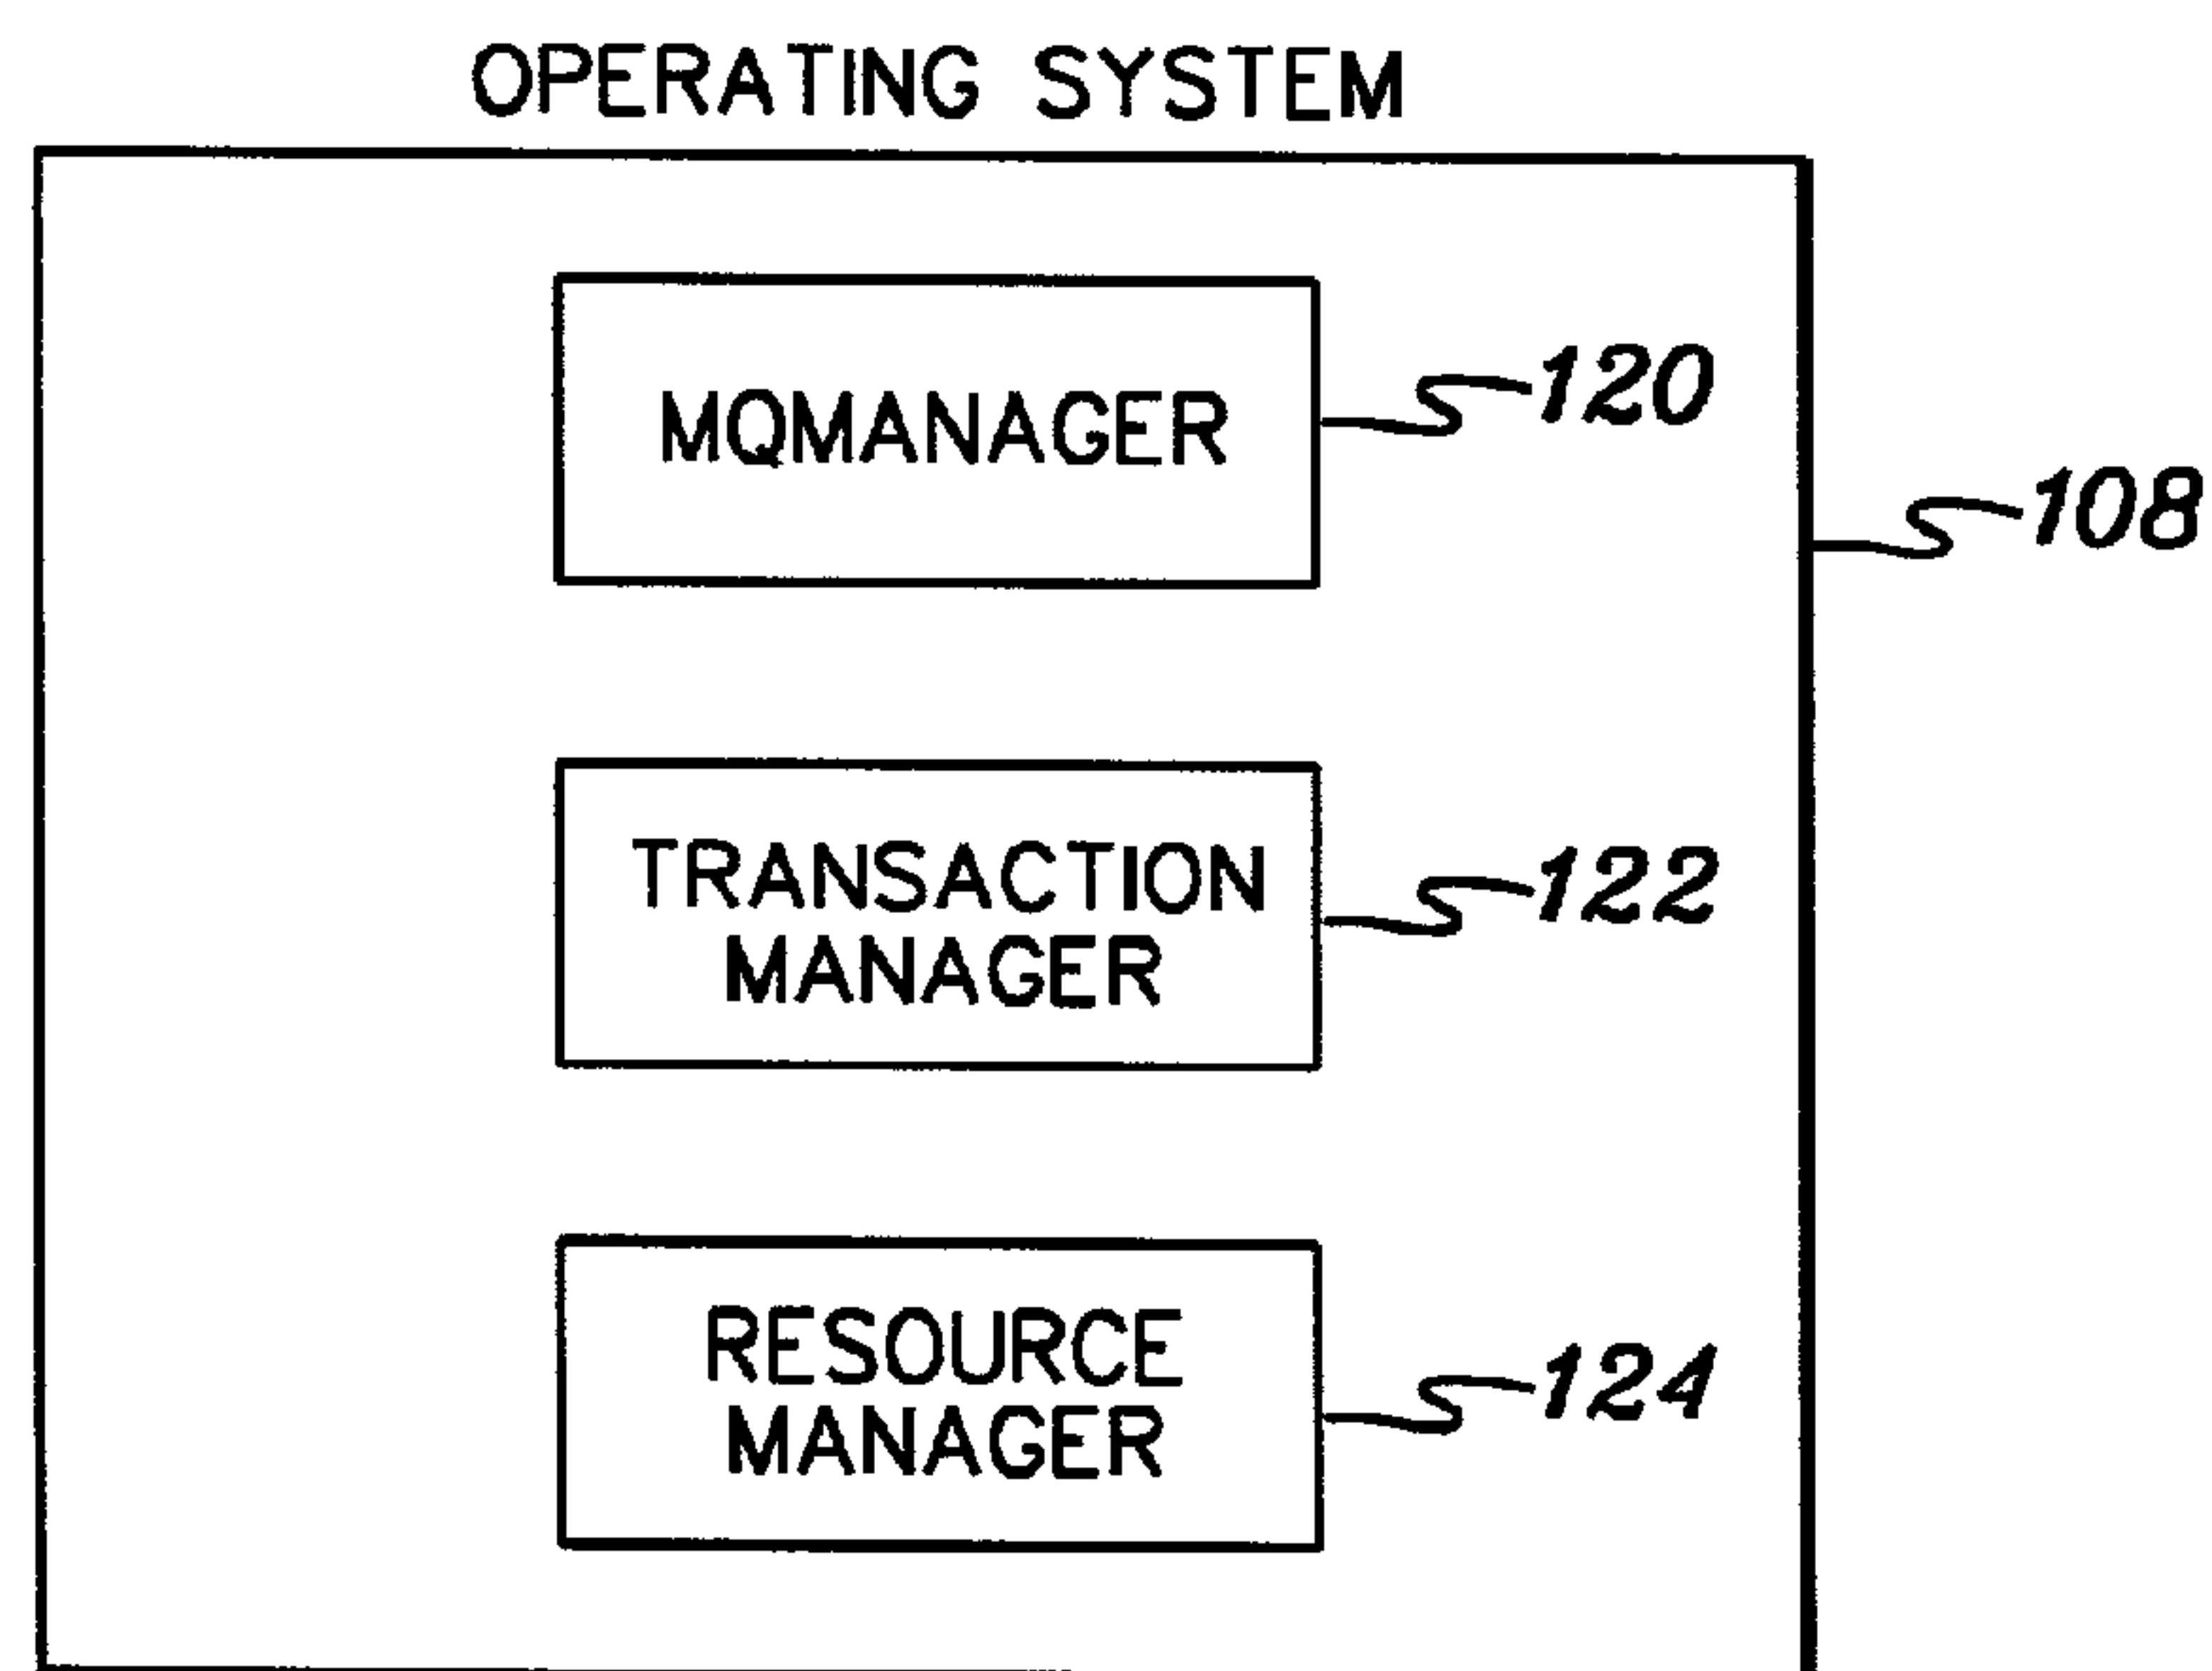 OPERATING SYSTEM
MQMANAGER
120
108
TRANSACTION
MANAGER
122
RESOURCE
MANAGER
124